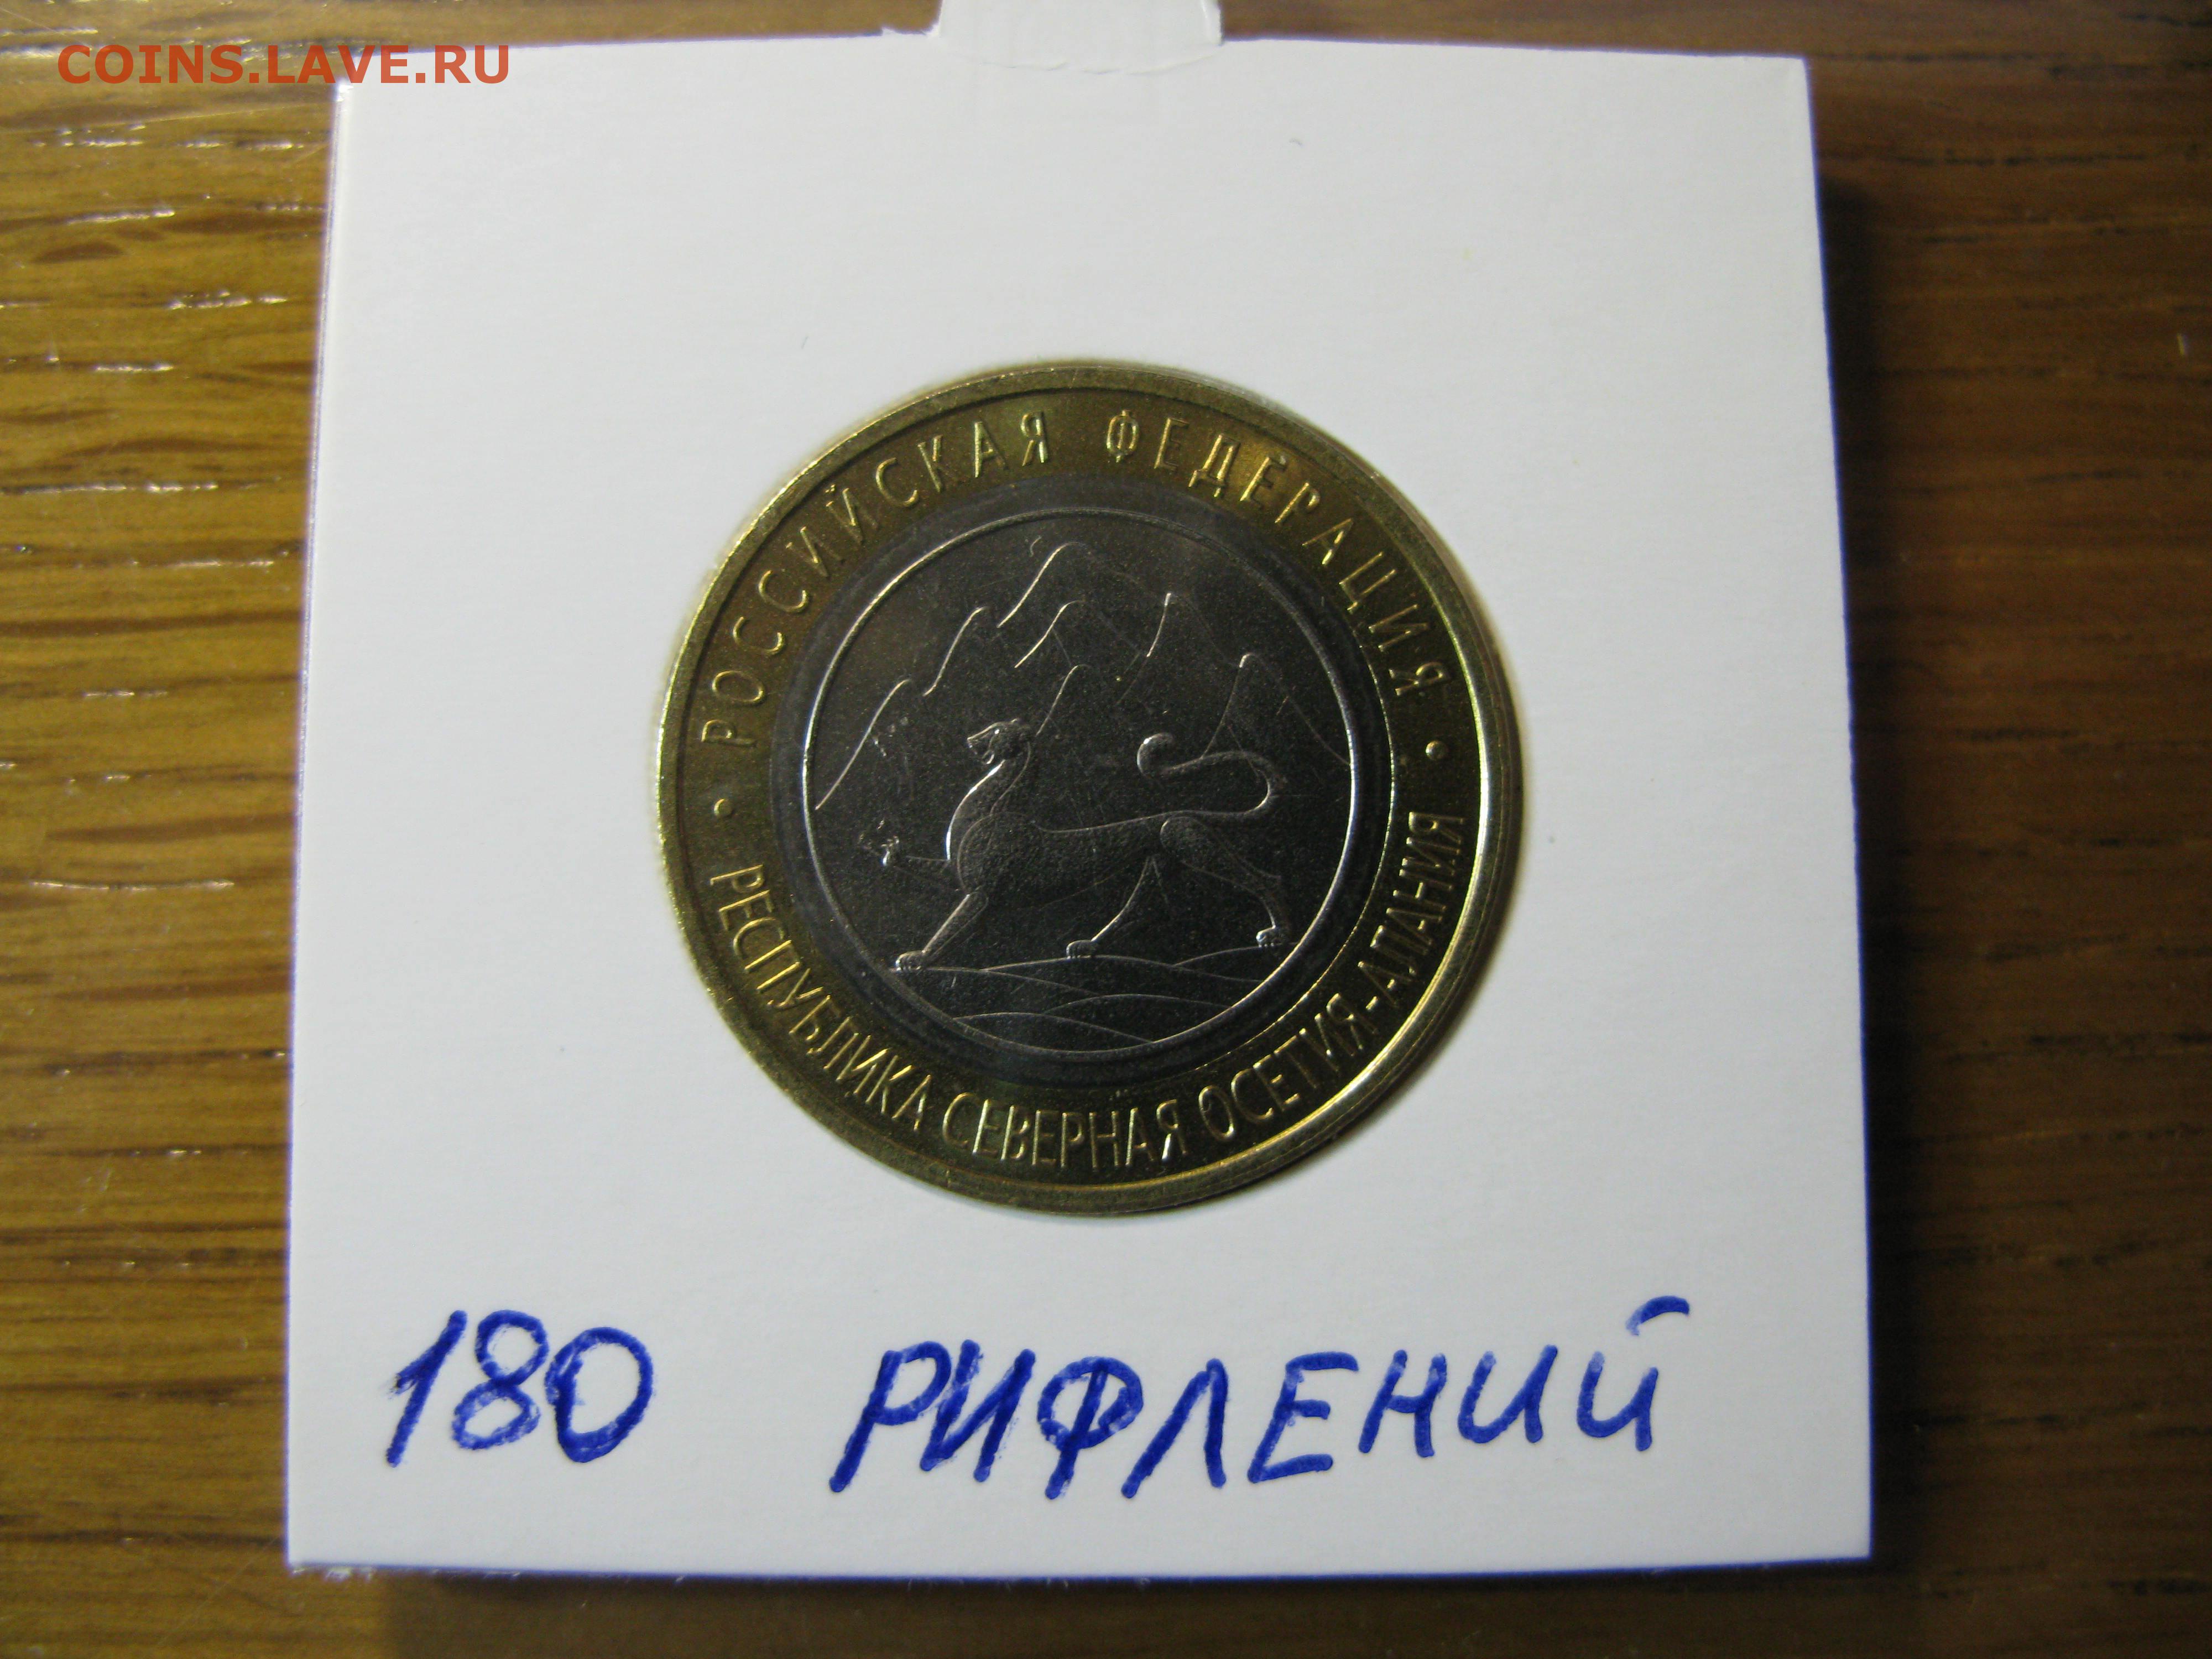 COINS.LAVE.RU
РОССИЙСКАЯ ФЕДЕРАЦИЯ
РЕСПУБЛИКА СЕВЕРНАЯ ОСЕТИЯ-АЛАНИЯ
180 РИФЛЕНИЙ